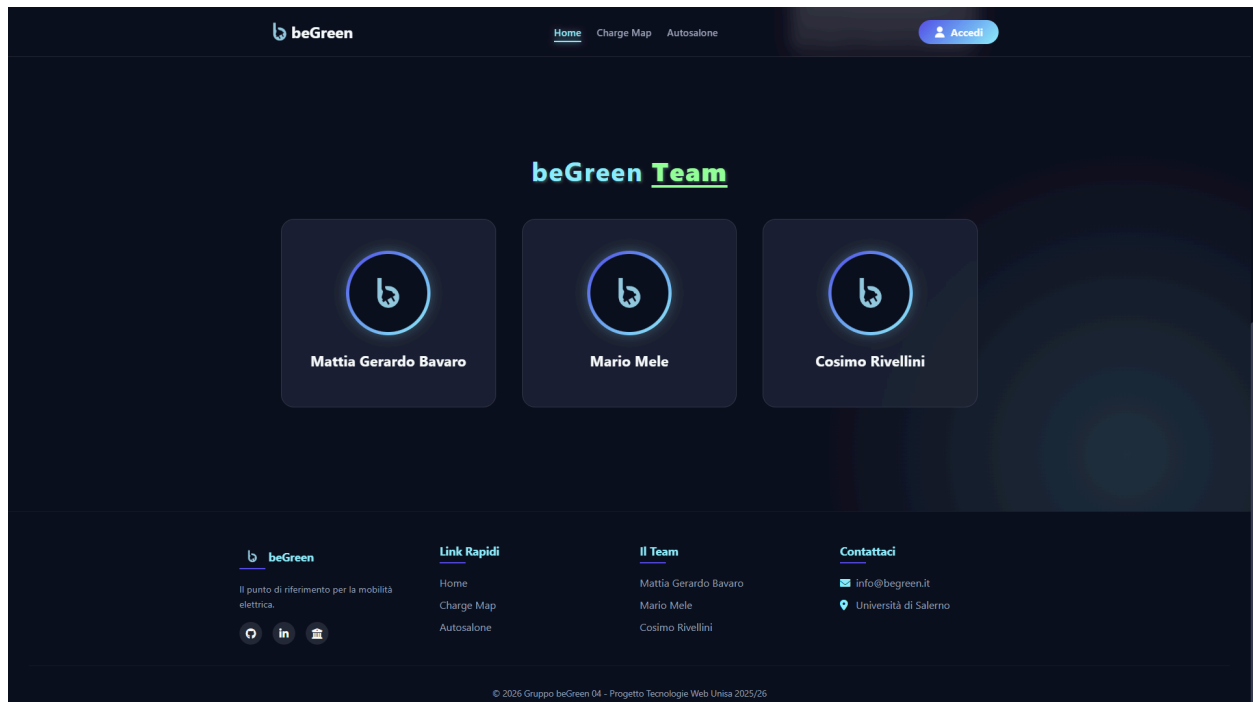 beGreen
Home Charge Map Autosalone
Accedi
beGreen Team
Mattia Gerardo Bavaro
Mario Mele
Cosimo Rivellini
beGreen
Il punto di riferimento per la mobilità
elettrica.
Link Rapidi
Home
Charge Map
Autosalone
Il Team
Mattia Gerardo Bavaro
Mario Mele
Cosimo Rivellini
Contattaci
info@begreen.it
Università di Salerno
© 2026 Gruppo beGreen 04 - Progetto Tecnologie Web Unisa 2025/26